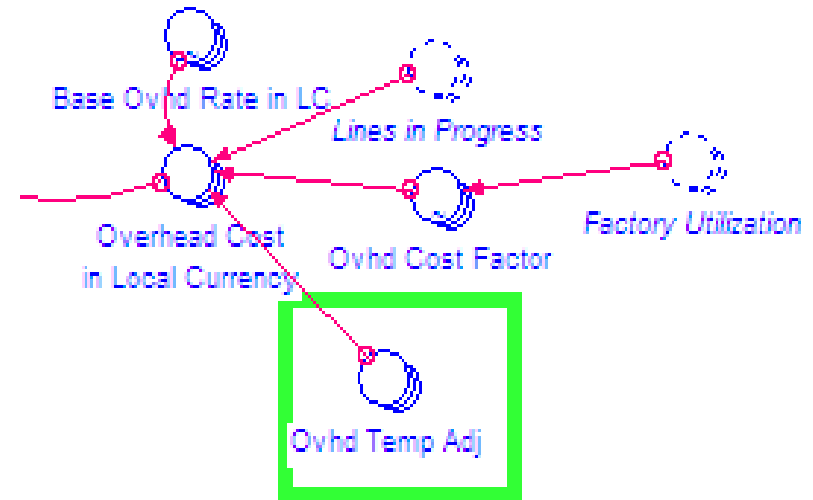 Base Ovhd Rate in LC
Lines in Progress
Factory Utilization
Overhead Cost
in Local Currency
Ovhd Cost Factor
Ovhd Temp Adj